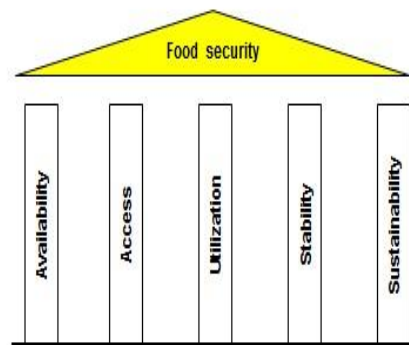 Food security
Availability
Access
Utilization
Stability
Sustainability